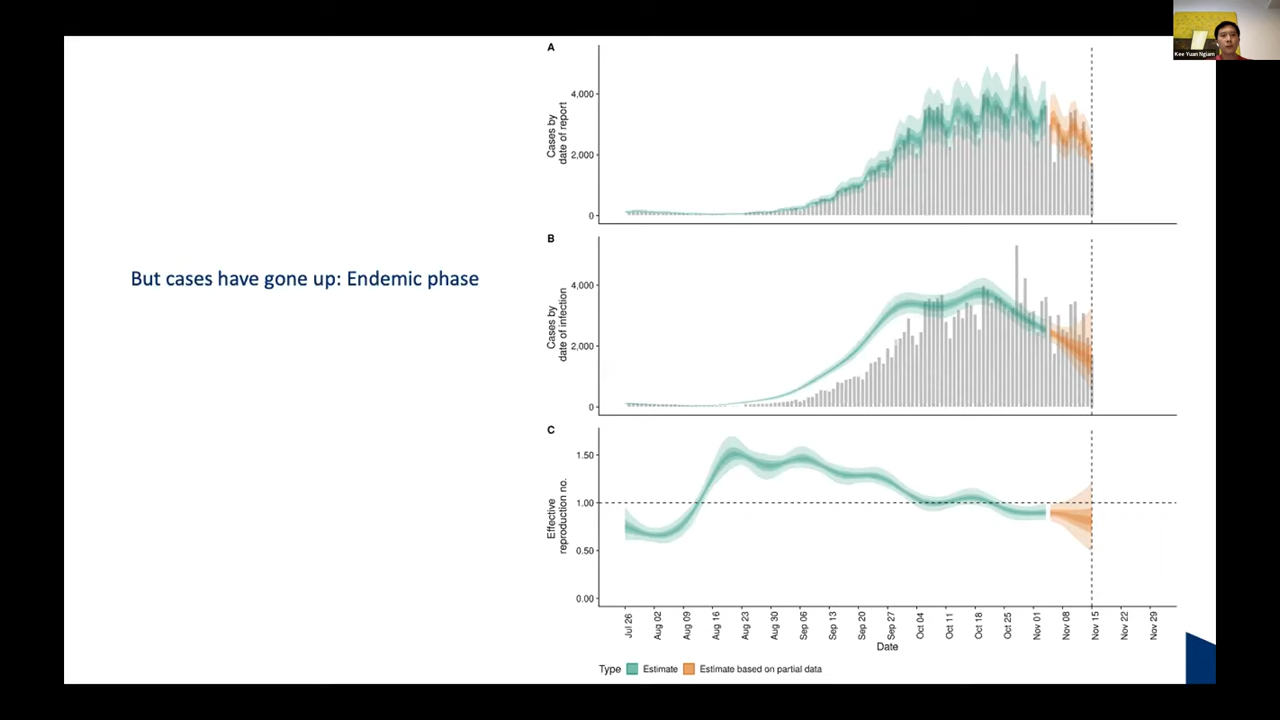 Kee Yuan Ngiam
But cases have gone up: Endemic phase
A
Cases by
date of report
4,000
2,000
0
B
Cases by
date of infection
4,000
2,000
0
C
Effective
reproduction no.
1.50
1.00
0.50
0.00
Jul 26
Aug 02
Aug 09
Aug 16
Aug 23
Aug 30
Sep 06
Sep 13
Sep 20
Sep 27
Oct 04
Oct 11
Oct 18
Oct 25
Nov 01
Nov 08
Nov 15
Nov 22
Nov 29
Date
Type Estimate Estimate based on partial data